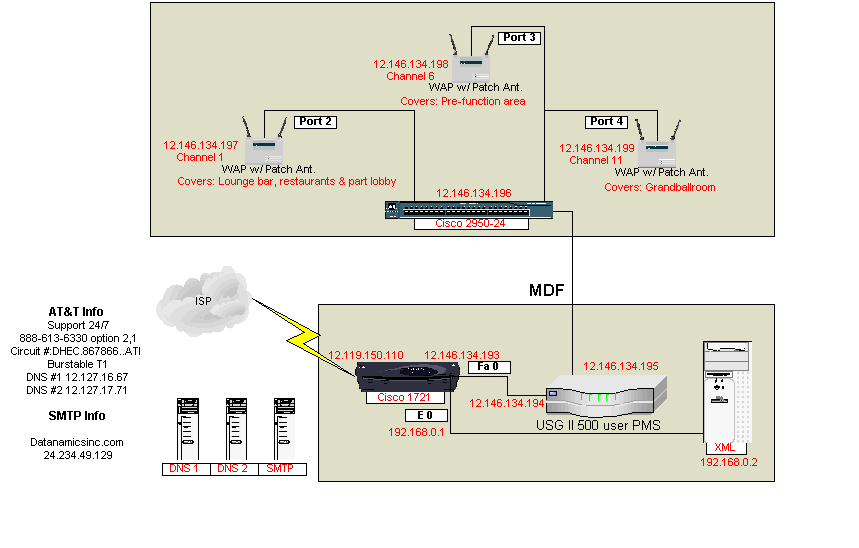 Port 3
12.146.134.198
Channel 6
WAP w/ Patch Ant.
Covers: Pre-function area
Port 2
12.146.134.197
Channel 1
WAP w/ Patch Ant.
Covers: Lounge bar, restaurants & part lobby
Port 4
12.146.134.199
Channel 11
WAP w/ Patch Ant.
Covers: Grandballroom
12.146.134.196
Cisco 2950-24
MDF
ISP
AT&T Info
Support 24/7
888-613-6330 option 2,1
Circuit #:DHEC.867866..ATI
Burstable T1
DNS #1 12.127.16.67
DNS #2 12.127.17.71
SMTP Info
Datanamicsinc.com
24.234.49.129
DNS 1
DNS 2
SMTP
12.119.150.110
12.146.134.193
Fa 0
Cisco 1721
E 0
192.168.0.1
12.146.134.195
12.146.134.194
USG II 500 user PMS
XML
192.168.0.2